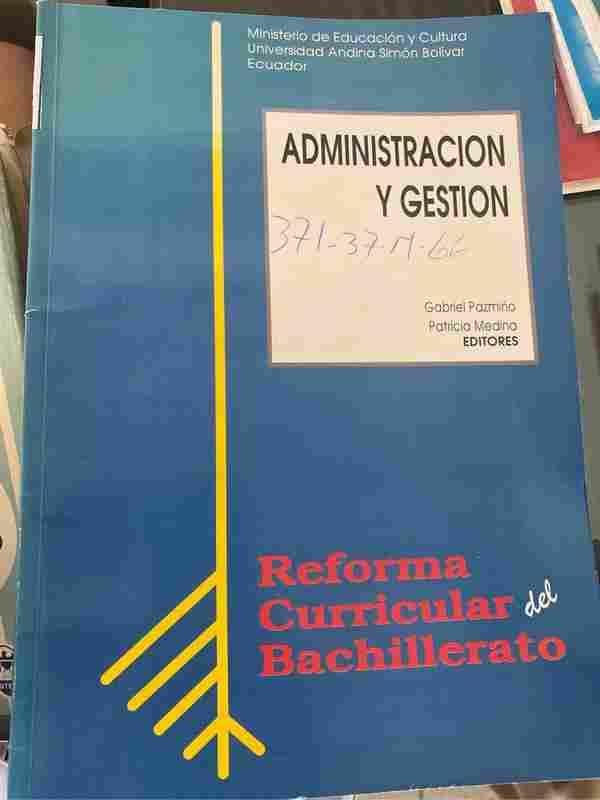 Ministerio de Educación y Cultura
Universidad Andina Simón Bolívar
Ecuador
ADMINISTRACION
Y GESTION
371-37-M-66
Gabriel Pazmiño
Patricia Medina
EDITORES
Reforma
Curricular del
Bachillerato